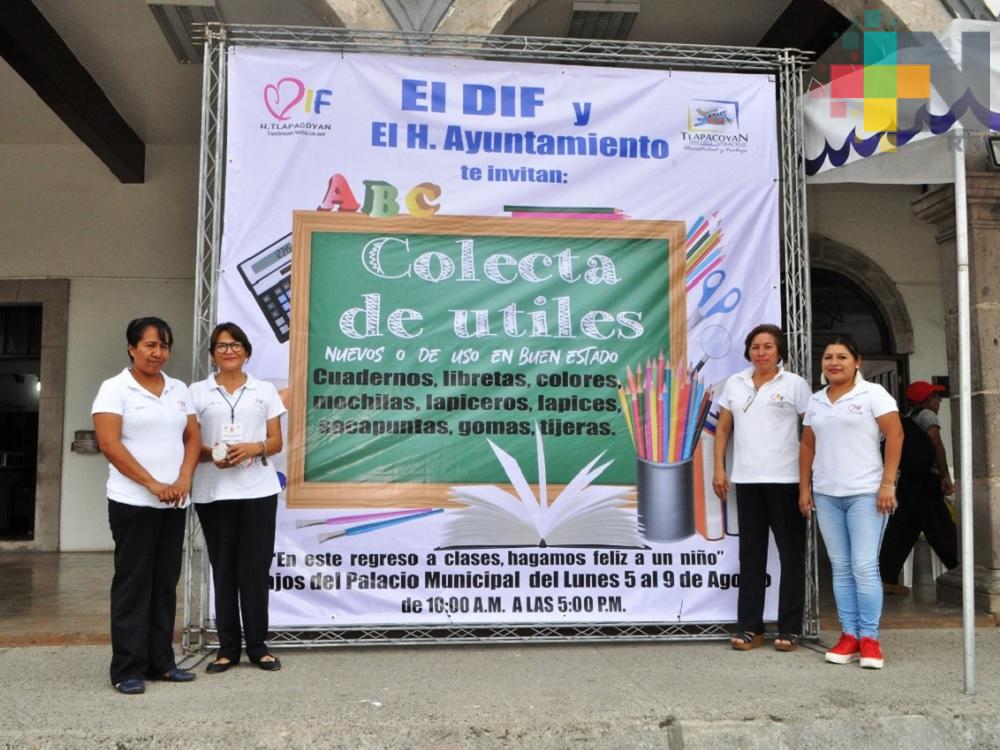 DIF
H. TLAPACOYAN
El DIF y
El H. Ayuntamiento
te invitan:
TLAPACOYAN
ABC
Colecta
de utiles
NUEVOS O DE USO EN BUEN ESTADO
Cuadernos, libretas, colores,
mochilas, lapiceros, lapices,
sacapuntas, gomas, tijeras.
"En este regreso a clases, hagamos feliz a un niño"
ajos del Palacio Municipal del Lunes 5 al 9 de Agosto
de 10:00 A.M. A LAS 5:00 P.M.